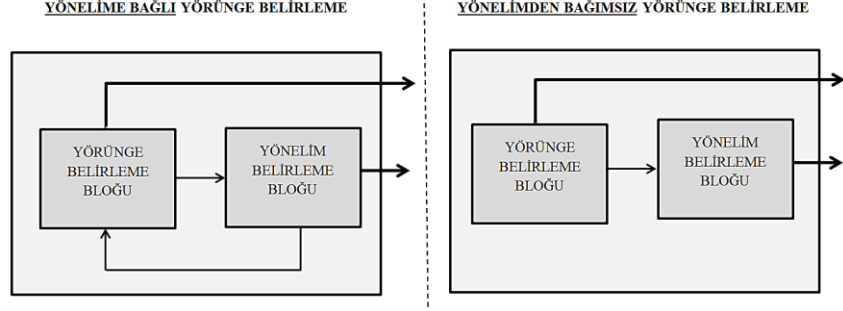 YÖNELİME BAĞLI YÖRÜNGE BELİRLEME
YÖRÜNGE
BELİRLEME
BLOĞU
YÖNELİM
BELİRLEME
BLOĞU
YÖNELİMDEN BAĞIMSIZ YÖRÜNGE BELİRLEME
YÖRÜNGE
BELİRLEME
BLOĞU
YÖNELİM
BELİRLEME
BLOĞU